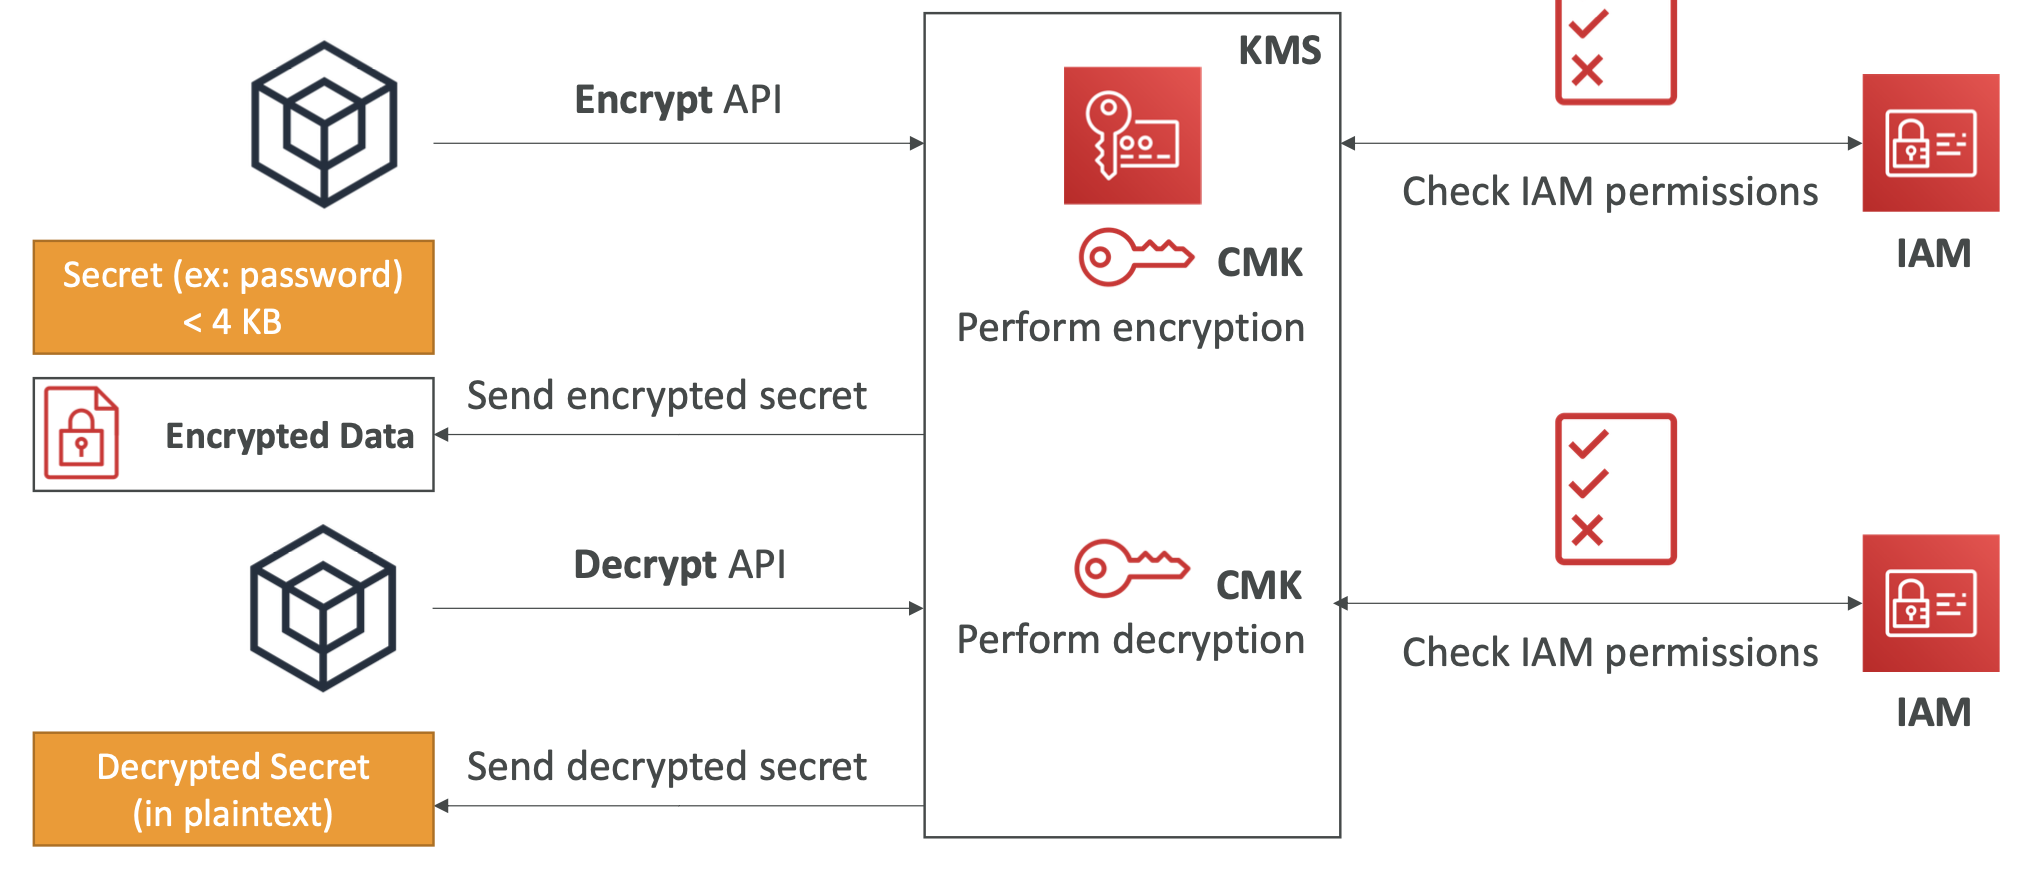 KMS
Encrypt API
Check IAM permissions
IAM
CMK
Perform encryption
Secret (ex: password)
< 4 KB
Send encrypted secret
Encrypted Data
Decrypt API
CMK
Perform decryption
Check IAM permissions
IAM
Send decrypted secret
Decrypted Secret
(in plaintext)